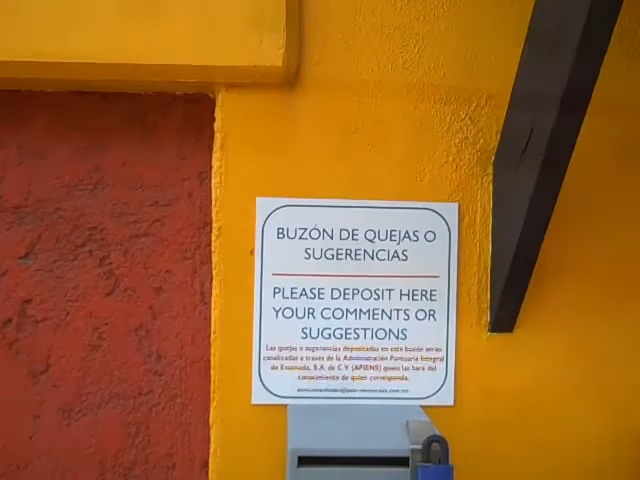 BUZÓN DE QUEJAS O
SUGERENCIAS
PLEASE DEPOSIT HERE
YOUR COMMENTS OR
SUGGESTIONS
Las quejas o sugerencias depositadas en este buzón serán
canalizadas a través de la Administración Portuaria Integral
de Ensenada, S.A. de C.V. (APIENS) quien las hará del
conocimiento de quien corresponda.